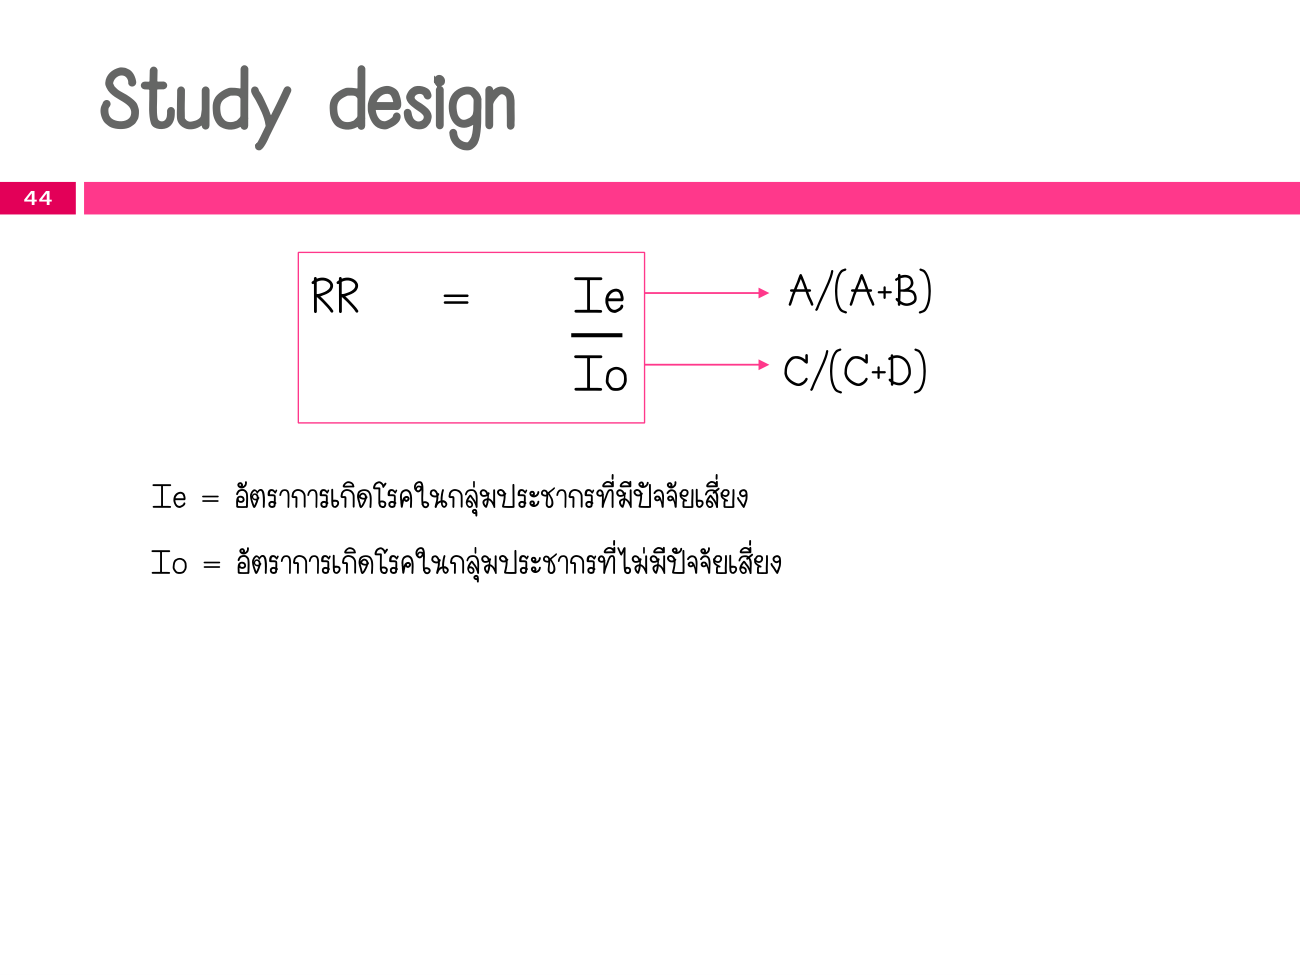 Study design
44
RR = Ie A/(A+B)
Io C/(C+D)
Ie = อัตราการเกิดโรคในกลุ่มประชากรที่มีปัจจัยเสี่ยง
Io = อัตราการเกิดโรคในกลุ่มประชากรที่ไม่มีปัจจัยเสี่ยง